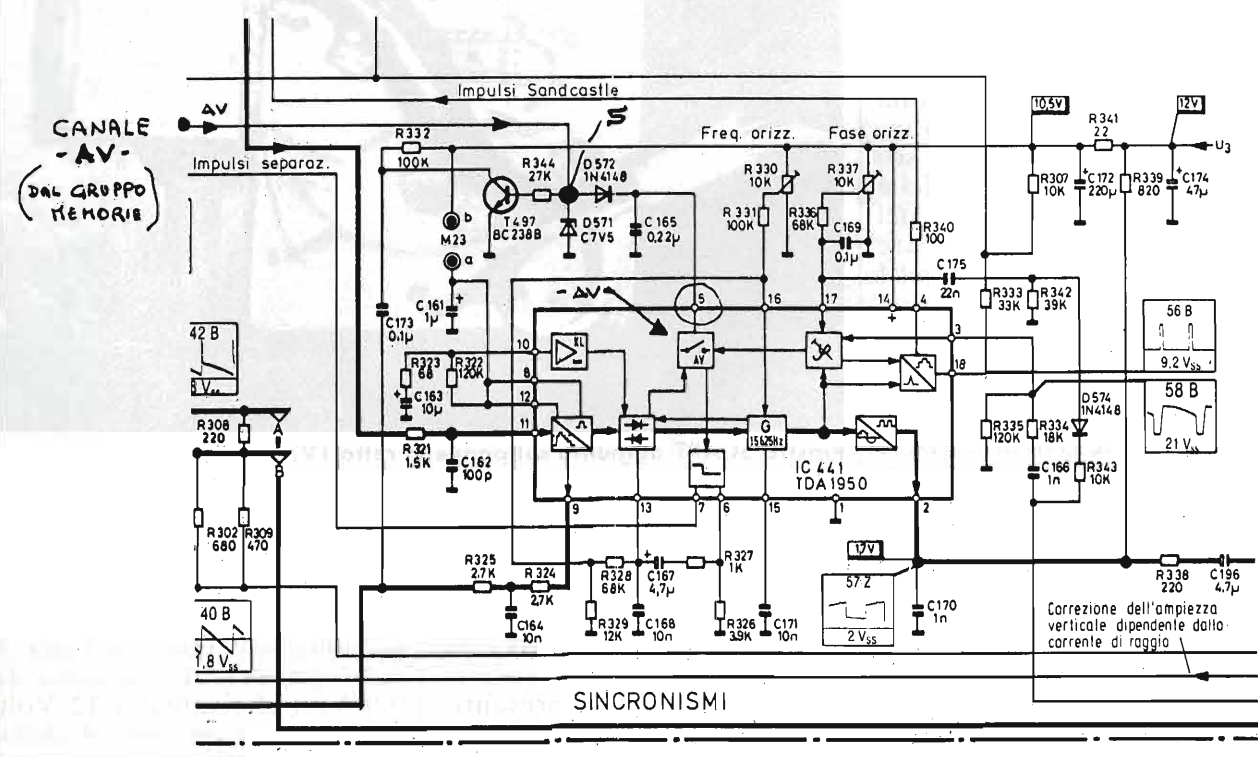 Impulsi Sandcastle
AV
CANALE
- AV -
(DAL GRUPPO
MEMORIE)
Impulsi separaz.
R332
100K
R344
27K
S
D572
1N4148
Freq. orizz.
Fase orizz.
10,5V
12V
R341
22
U3
R330
10K
R337
10K
R307
10K
C172
220µ
R339
820
C174
47µ
b
M23
a
T497
BC238B
D571
C7V5
C165
0,22µ
R331
100K
R336
68K
C169
0,1µ
R340
100
C175
22n
R333
33K
R342
39K
C161
1µ
C173
0,1µ
- AV
5
16
17
14
4
+
3
18
56 B
9.2 Vss
58 B
21 Vss
42 B
R323
68
R322
120K
C163
10µ
10
8
12
11
AV
G
15625Hz
IC 441
TDA1950
R308
220
A
B
R321
1,5K
C162
100p
R335
120K
R334
18K
D574
1N4148
C166
1n
R343
10K
9
13
7
6
15
1
2
R302
680
R309
470
R325
2.7K
R324
2,7K
C164
10n
R328
68K
C167
4,7µ
R327
1K
R329
12K
C168
10n
R326
3.9K
C171
10n
1,7V
57.2
2 Vss
C170
1n
R338
220
C196
4,7µ
40 B
1,8 Vss
Correzione dell'ampiezza
verticale dipendente dalla
corrente di raggio
SINCRONISMI